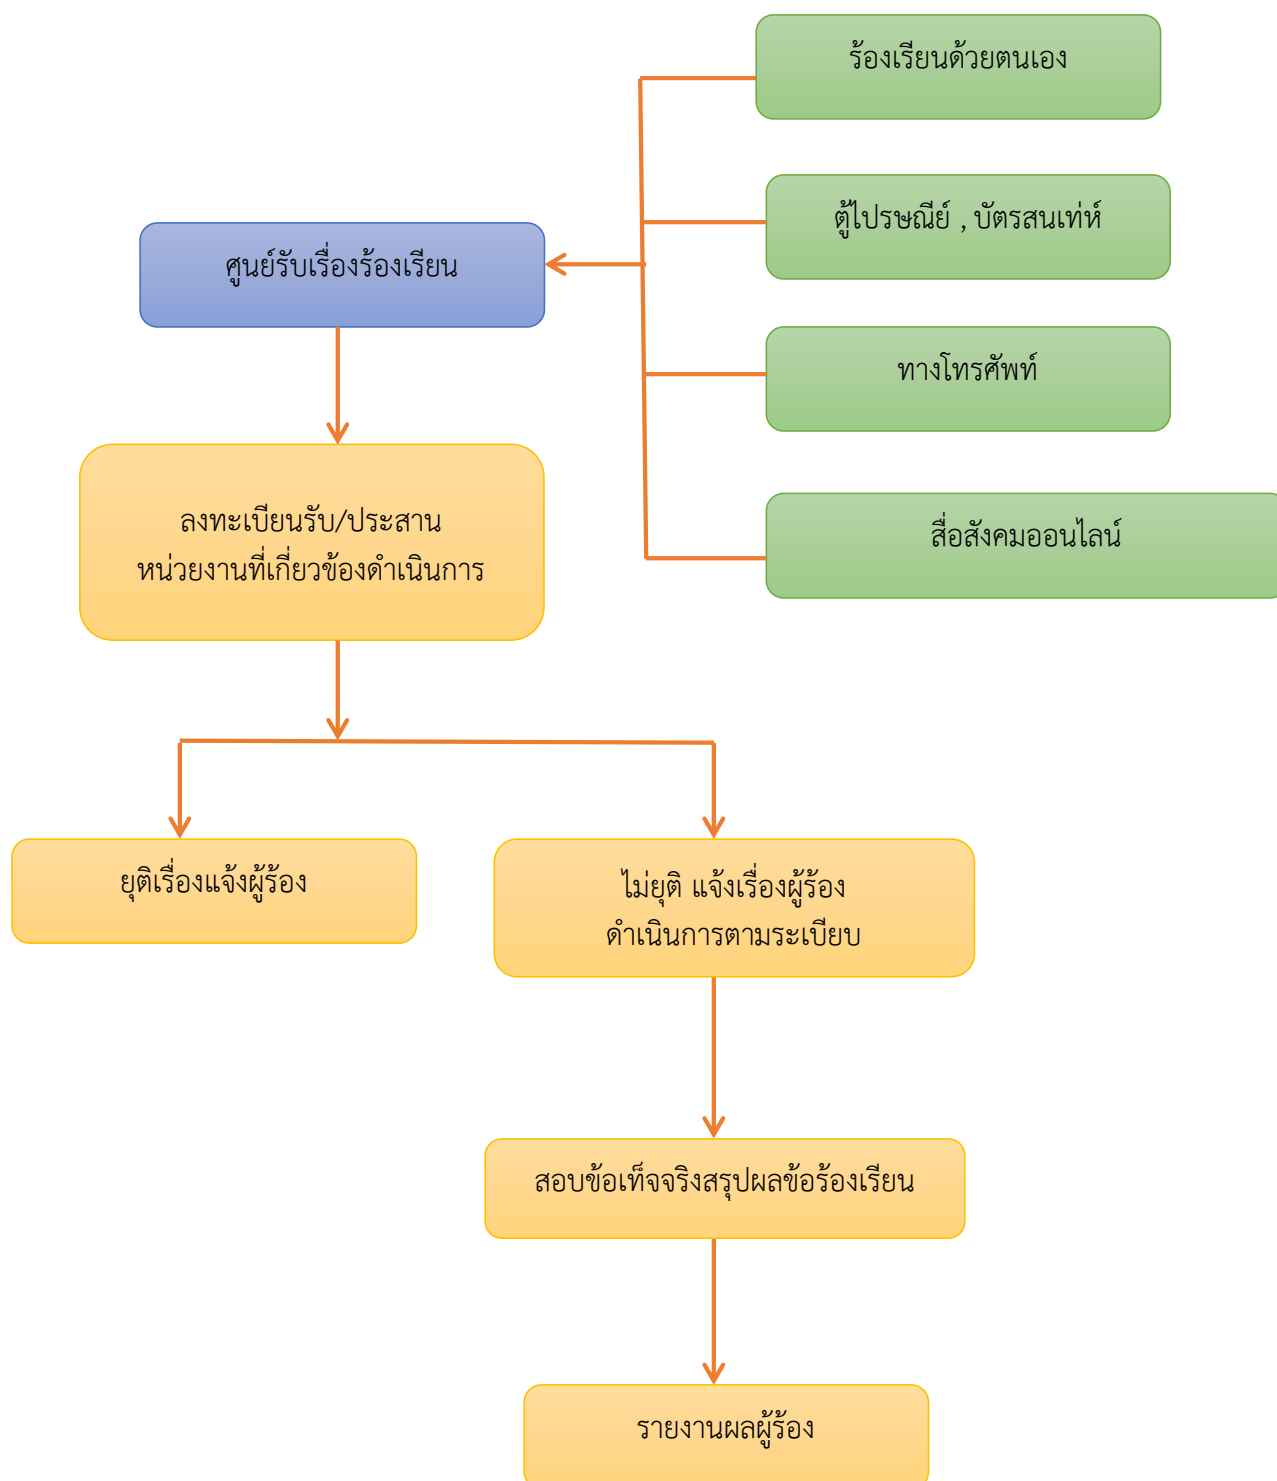 ร้องเรียนด้วยตนเอง
ตู้ไปรษณีย์ , บัตรสนเท่ห์
ศูนย์รับเรื่องร้องเรียน
ทางโทรศัพท์
ลงทะเบียนรับ/ประสาน
หน่วยงานที่เกี่ยวข้องดำเนินการ
สื่อสังคมออนไลน์
ยุติเรื่องแจ้งผู้ร้อง
ไม่ยุติ แจ้งเรื่องผู้ร้อง
ดำเนินการตามระเบียบ
สอบข้อเท็จจริงสรุปผลข้อร้องเรียน
รายงานผลผู้ร้อง